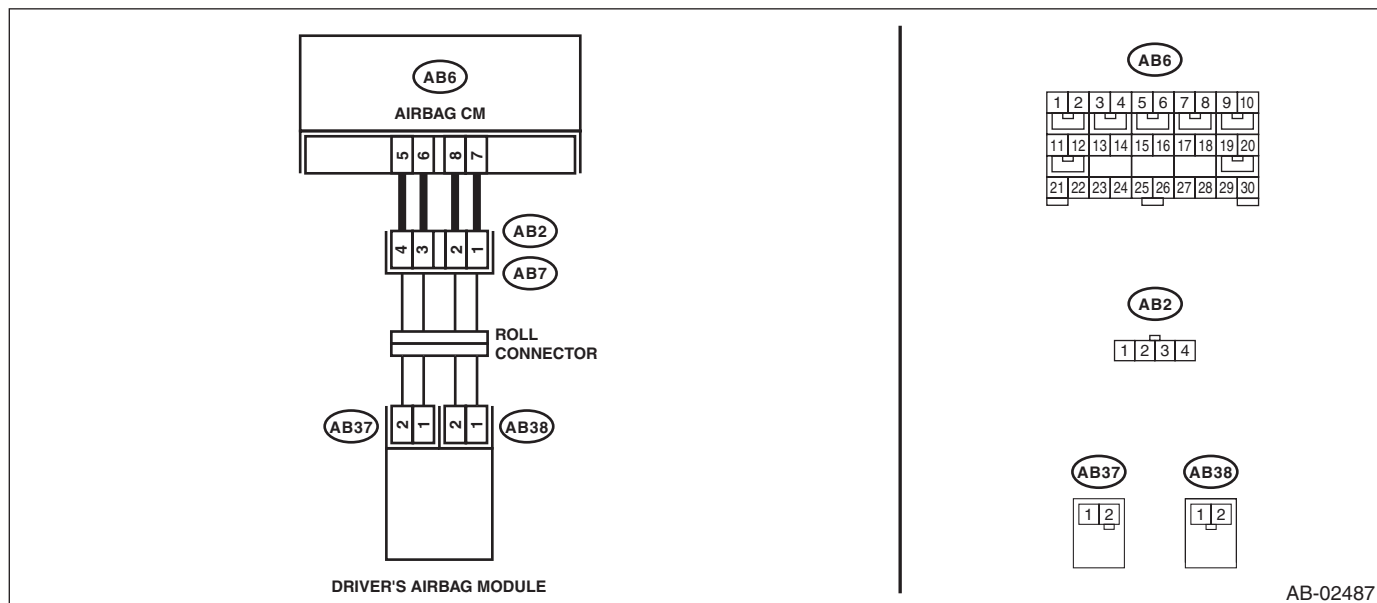 AB6
AIRBAG CM
5 6 8 7
4 3 2 1
AB2
AB7
ROLL
CONNECTOR
AB37
2 1 2 1
AB38
DRIVER'S AIRBAG MODULE
AB6
1 2 3 4 5 6 7 8 9 10
11 12 13 14 15 16 17 18 19 20
21 22 23 24 25 26 27 28 29 30
AB2
1 2 3 4
AB37 AB38
1 2 1 2
AB-02487